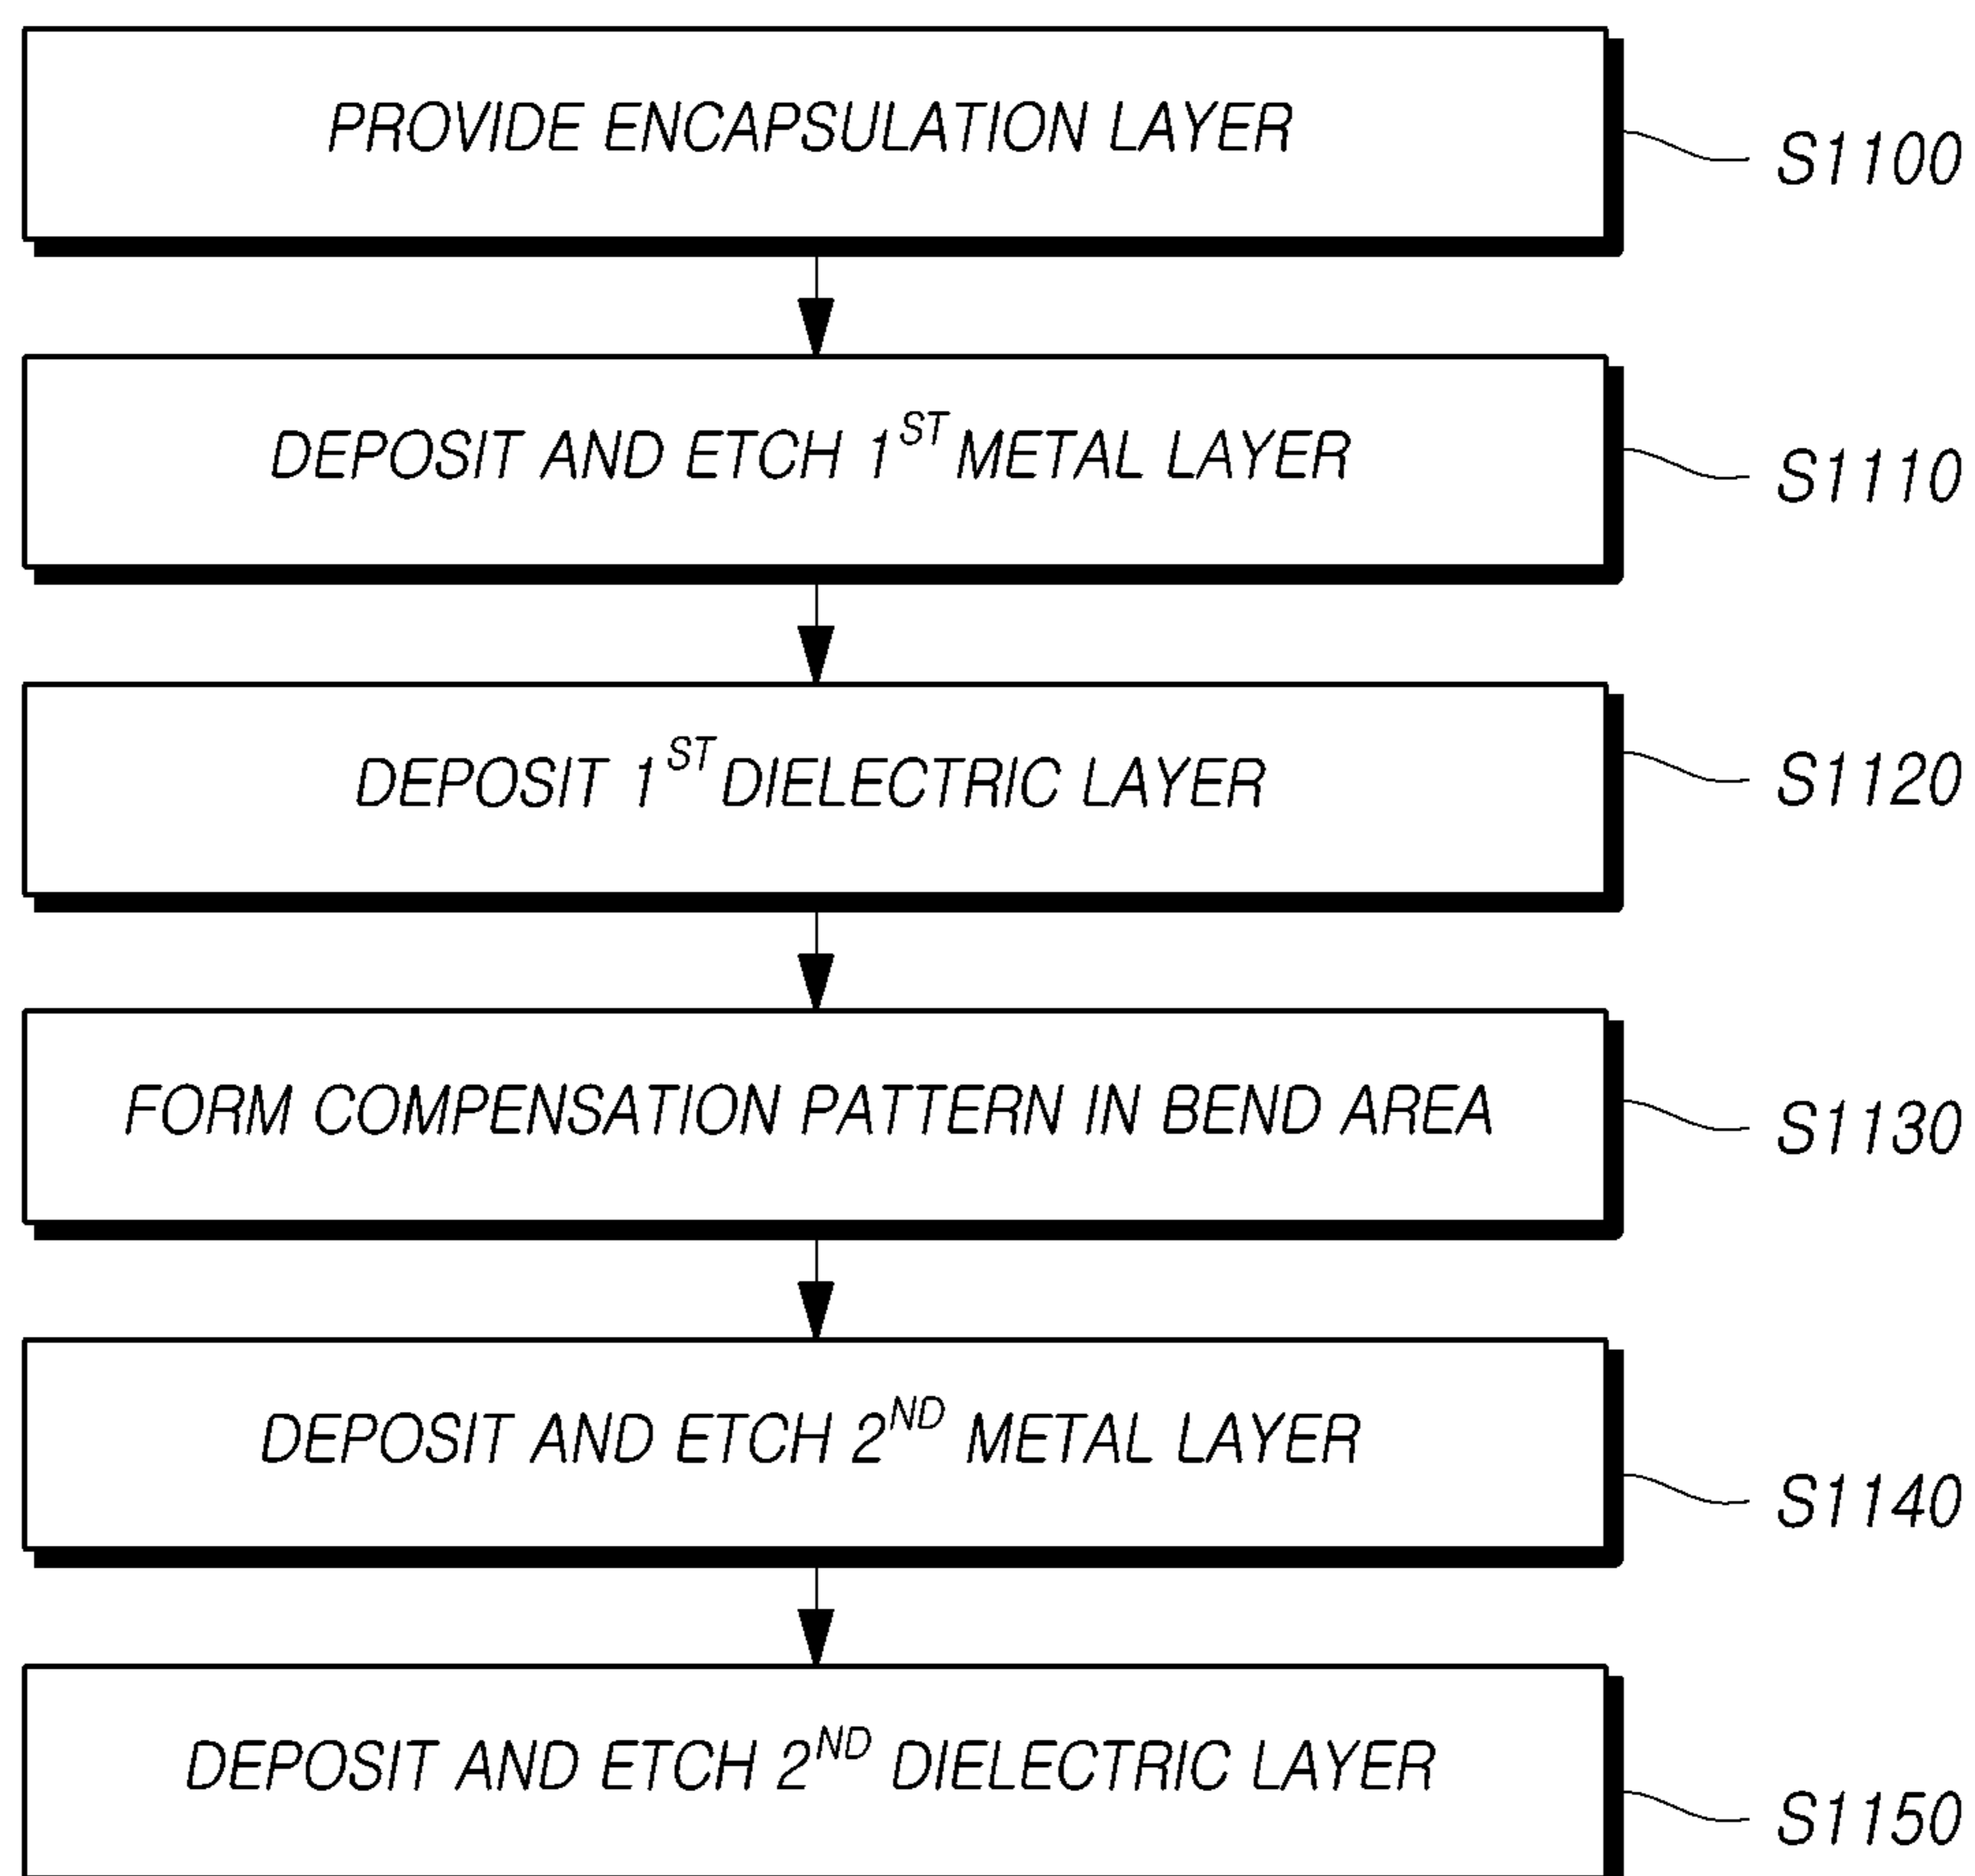 PROVIDE ENCAPSULATION LAYER
S1100
DEPOSIT AND ETCH 1ST METAL LAYER
S1110
DEPOSIT 1ST DIELECTRIC LAYER
S1120
FORM COMPENSATION PATTERN IN BEND AREA
S1130
DEPOSIT AND ETCH 2ND METAL LAYER
S1140
DEPOSIT AND ETCH 2ND DIELECTRIC LAYER
S1150